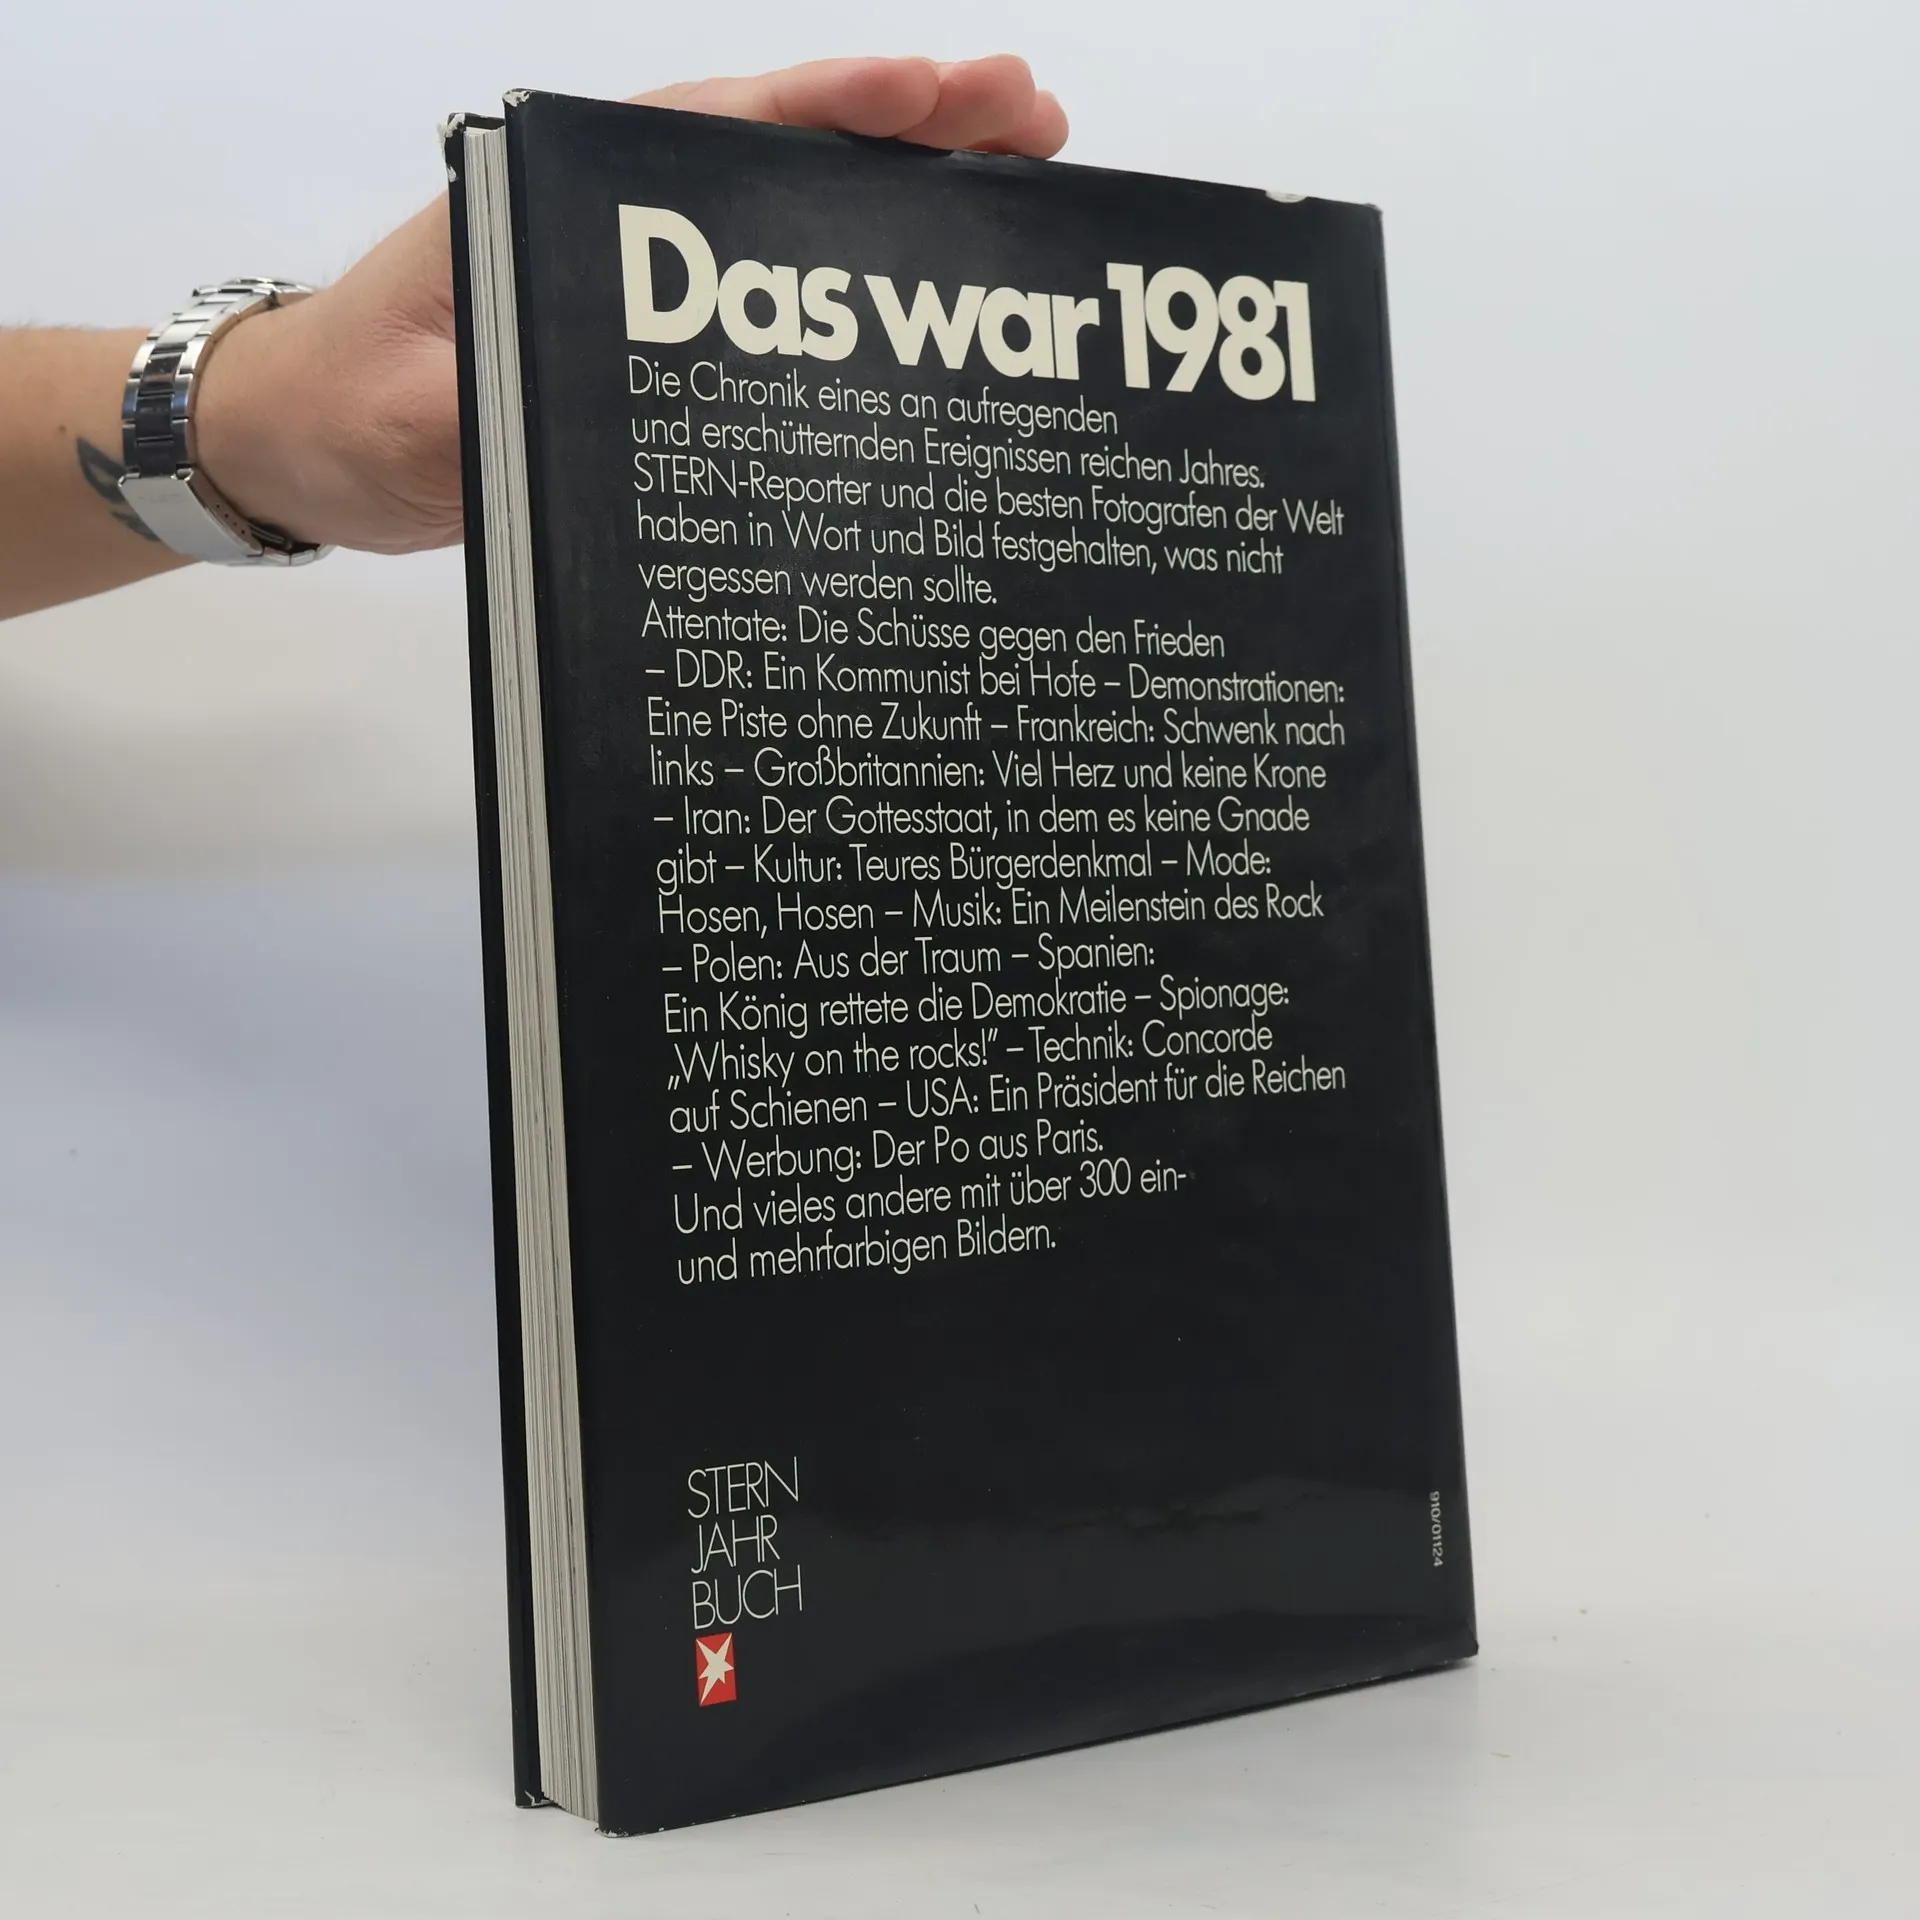 Das war 1981
Die Chronik eines an aufregenden
und erschütternden Ereignissen reichen Jahres.
STERN-Reporter und die besten Fotografen der Welt
haben in Wort und Bild festgehalten, was nicht
vergessen werden sollte.
Attentate: Die Schüsse gegen den Frieden
– DDR: Ein Kommunist bei Hofe – Demonstrationen:
Eine Piste ohne Zukunft – Frankreich: Schwenk nach
links – Großbritannien: Viel Herz und keine Krone
– Iran: Der Gottesstaat, in dem es keine Gnade
gibt – Kultur: Teures Bürgerdenkmal – Mode:
Hosen, Hosen – Musik: Ein Meilenstein des Rock
– Polen: Aus der Traum – Spanien:
Ein König rettete die Demokratie – Spionage:
„Whisky on the rocks!” – Technik: Concorde
auf Schienen – USA: Ein Präsident für die Reichen
– Werbung: Der Po aus Paris.
Und vieles andere mit über 300 ein-
und mehrfarbigen Bildern.
STERN
JAHR
BUCH
910/01124